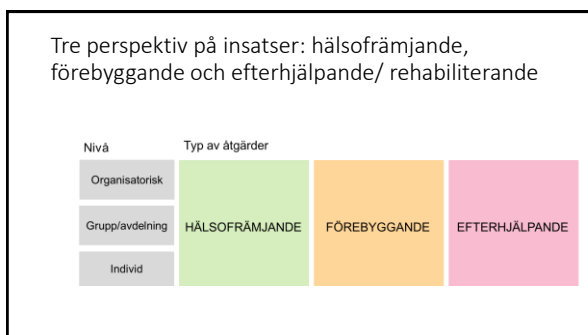 Tre perspektiv på insatser: hälsofrämjande,
förebyggande och efterhjälpande/ rehabiliterande
Nivå
Typ av åtgärder
Organisatorisk
Grupp/avdelning
Individ
HÄLSOFRÄMJANDE
FÖREBYGGANDE
EFTERHJÄLPANDE